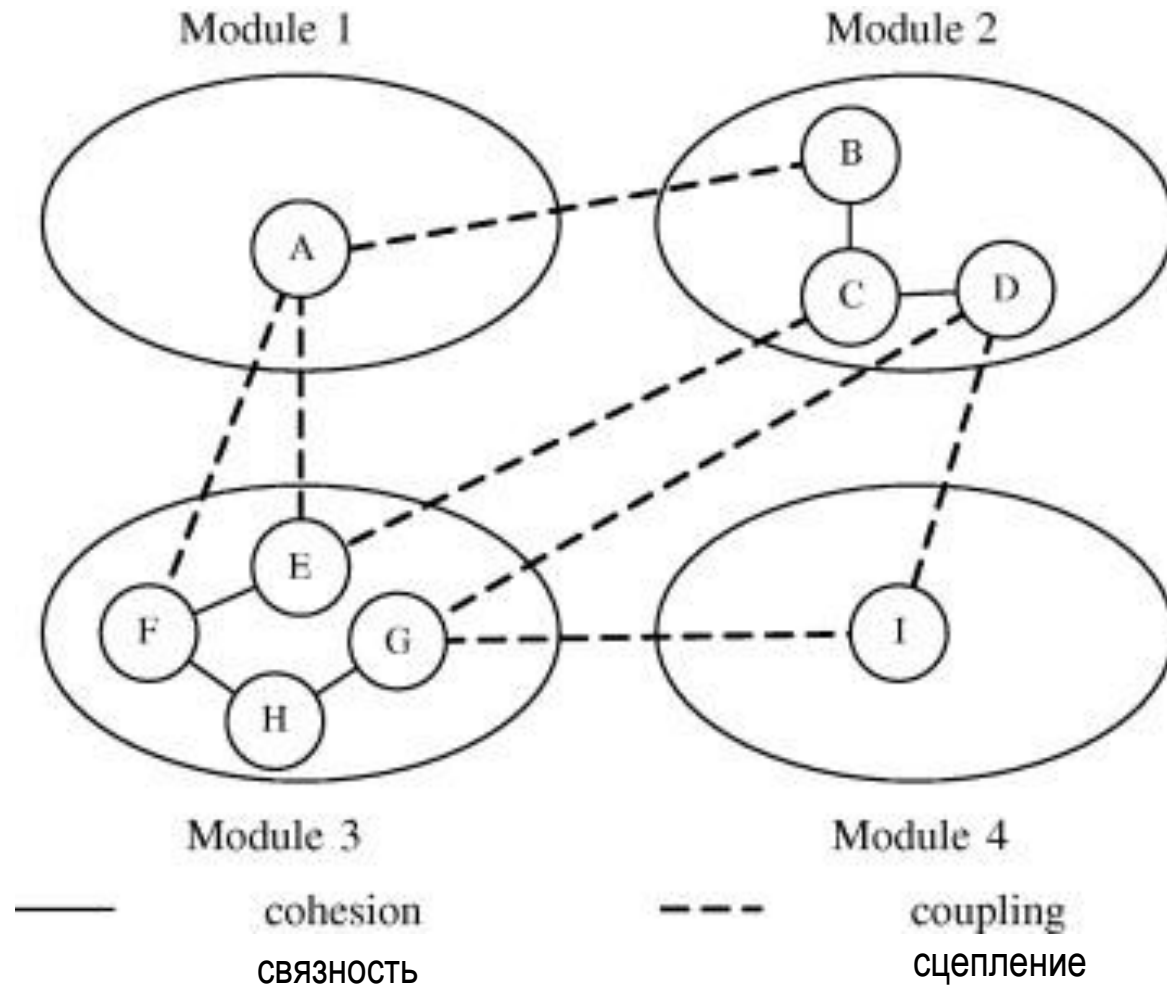 Module 1
Module 2
A
B
C
D
E
F
G
H
I
Module 3
Module 4
cohesion
coupling
связность
сцепление